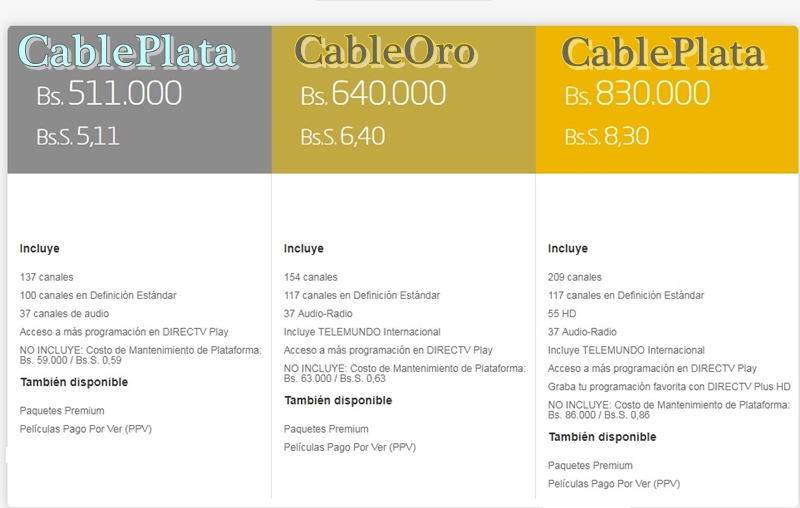 CablePlata
Bs. 511.000
Bs.S. 5,11
Incluye
137 canales
100 canales en Definición Estándar
37 canales de audio
Acceso a más programación en DIRECTV Play
NO INCLUYE: Costo de Mantenimiento de Plataforma:
Bs. 59.000 / Bs.S. 0,59
También disponible
Paquetes Premium
Películas Pago Por Ver (PPV)
CableOro
Bs. 640.000
Bs.S. 6,40
Incluye
154 canales
117 canales en Definición Estándar
37 Audio-Radio
Incluye TELEMUNDO Internacional
Acceso a más programación en DIRECTV Play
NO INCLUYE: Costo de Mantenimiento de Plataforma:
Bs. 63.000 / Bs.S. 0,63
También disponible
Paquetes Premium
Películas Pago Por Ver (PPV)
CablePlata
Bs. 830.000
Bs.S. 8,30
Incluye
209 canales
117 canales en Definición Estándar
55 HD
37 Audio-Radio
Incluye TELEMUNDO Internacional
Acceso a más programación en DIRECTV Play
Graba tu programación favorita con DIRECTV Plus HD
NO INCLUYE: Costo de Mantenimiento de Plataforma:
Bs. 86.000 / Bs.S. 0,86
También disponible
Paquetes Premium
Películas Pago Por Ver (PPV)